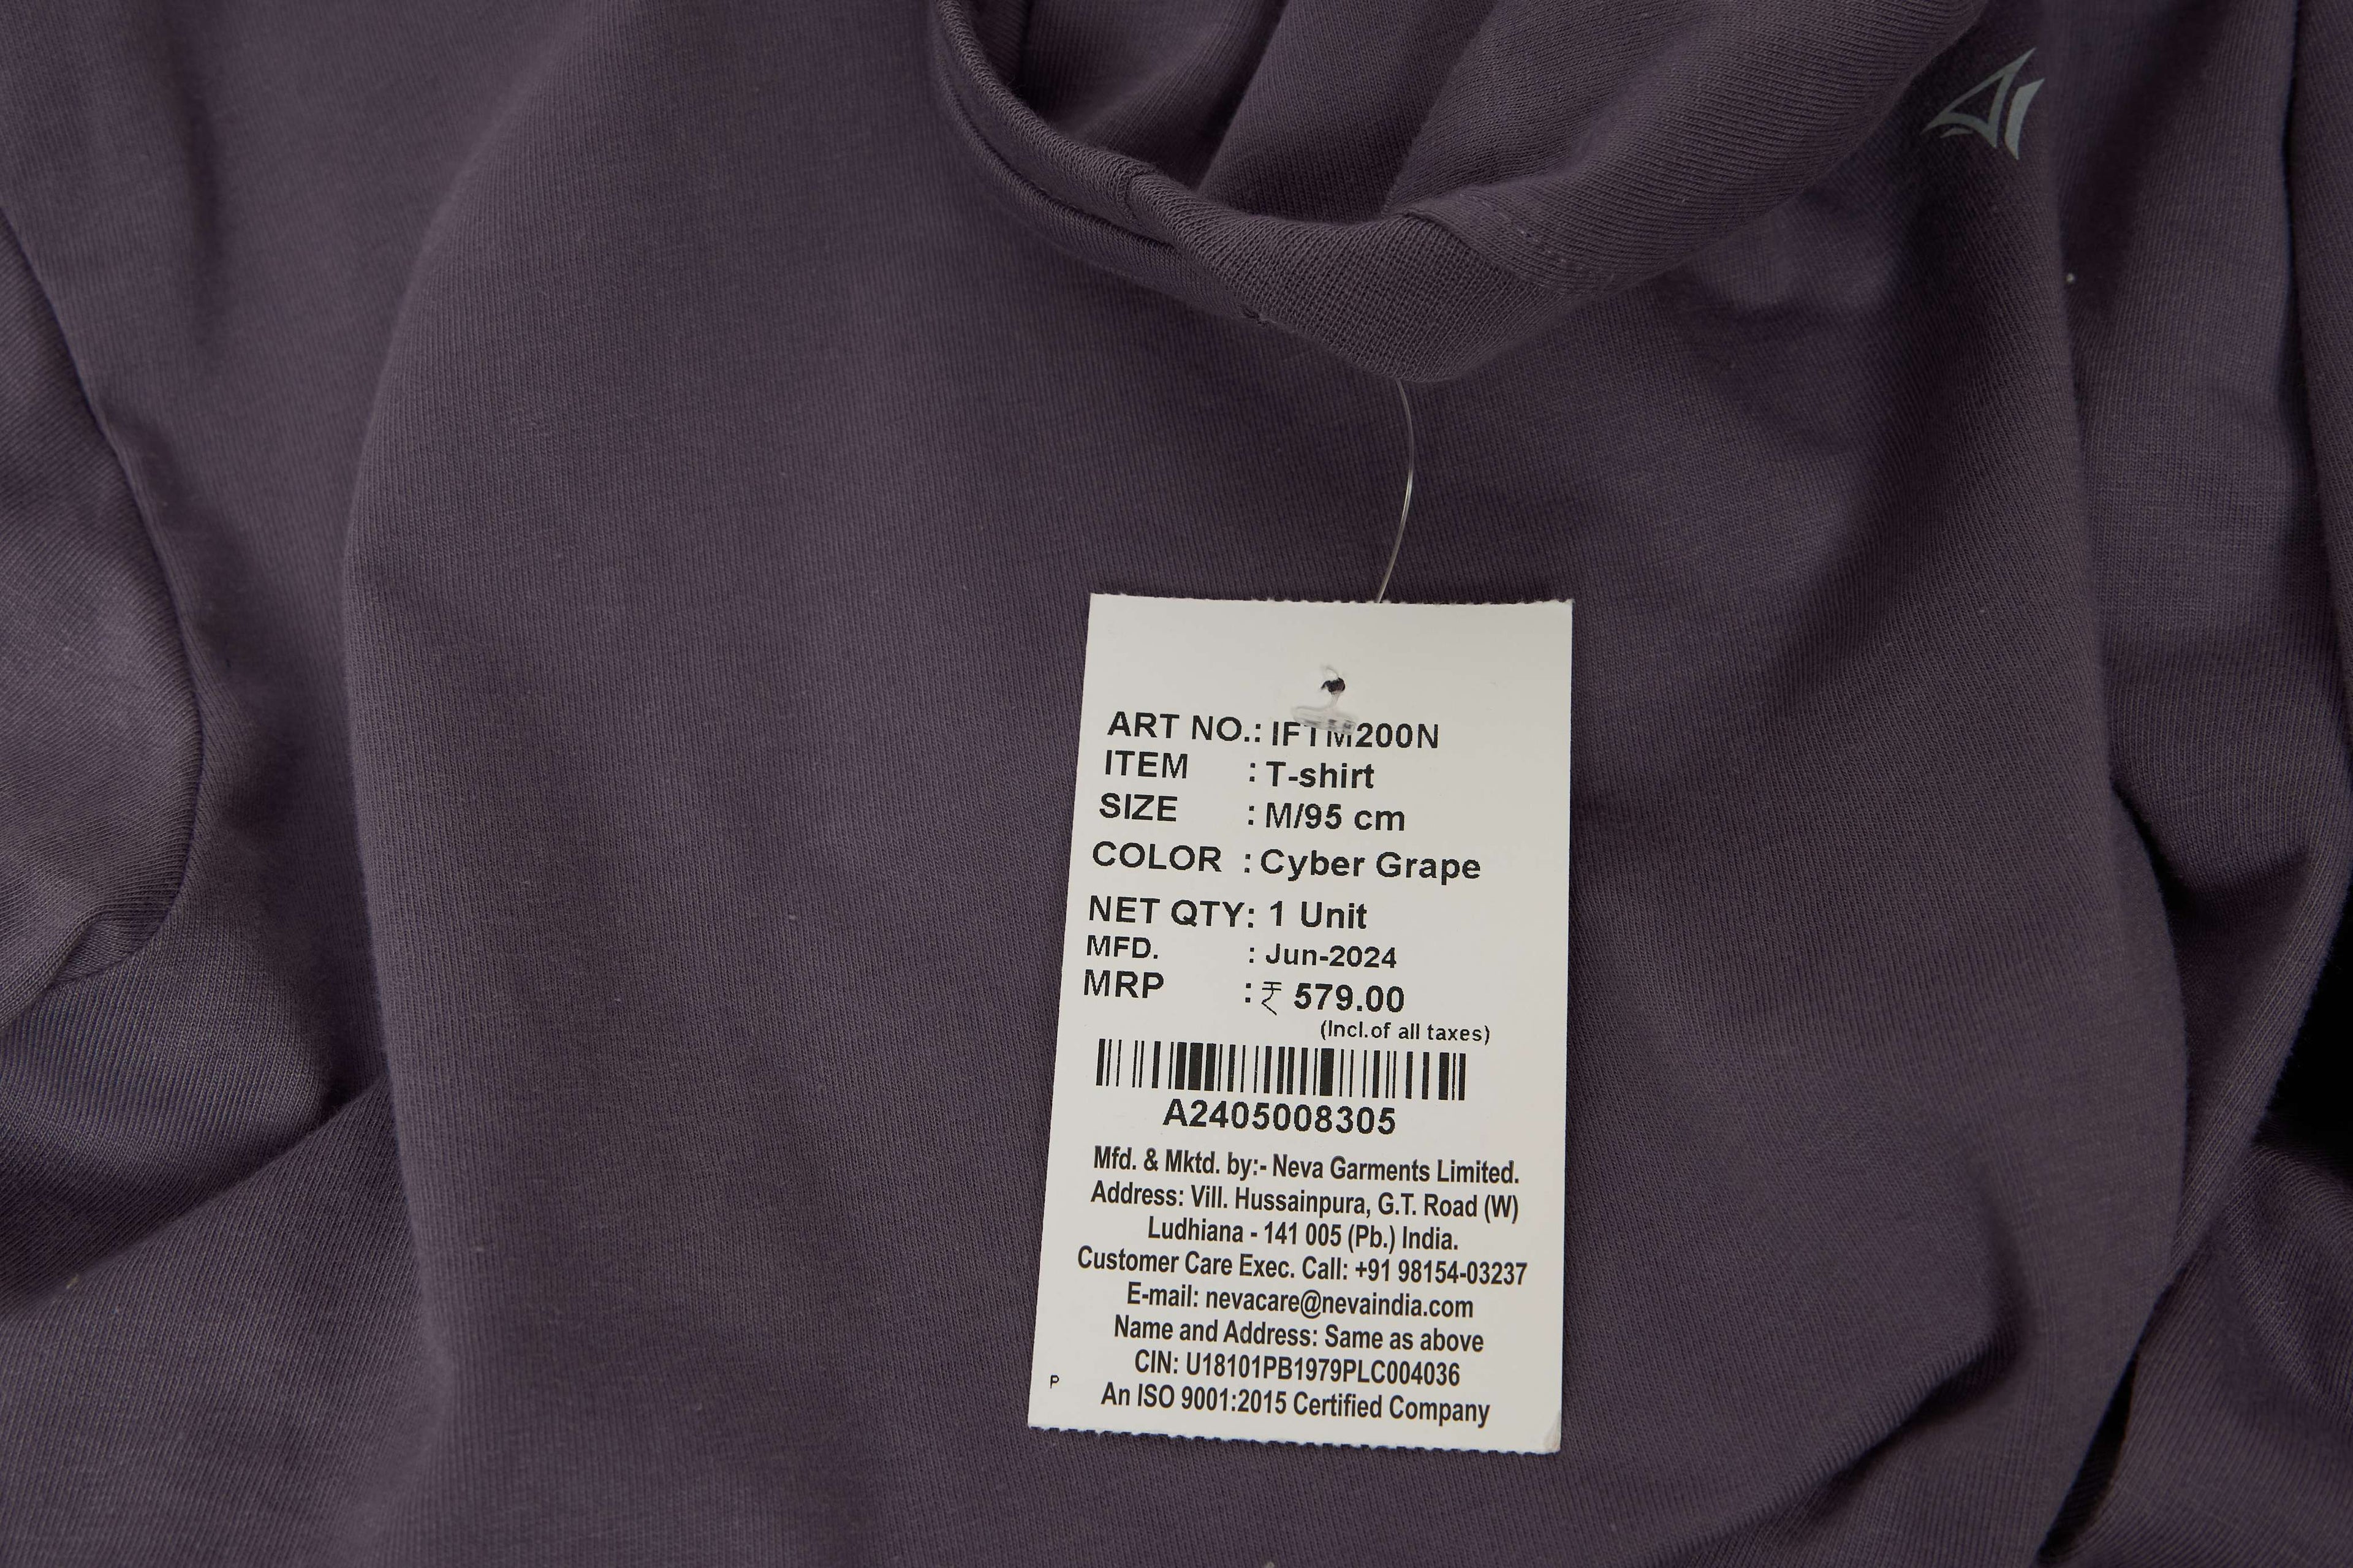 ART NO.: IFTM200N
ITEM : T-shirt
SIZE : M/95 cm
COLOR : Cyber Grape
NET QTY: 1 Unit
MFD. : Jun-2024
MRP : ₹ 579.00
(Incl.of all taxes)
A2405008305
Mfd. & Mktd. by:- Neva Garments Limited.
Address: Vill. Hussainpura, G.T. Road (W)
Ludhiana - 141 005 (Pb.) India.
Customer Care Exec. Call: +91 98154-03237
E-mail: nevacare@nevaindia.com
Name and Address: Same as above
CIN: U18101PB1979PLC004036
An ISO 9001:2015 Certified Company
P